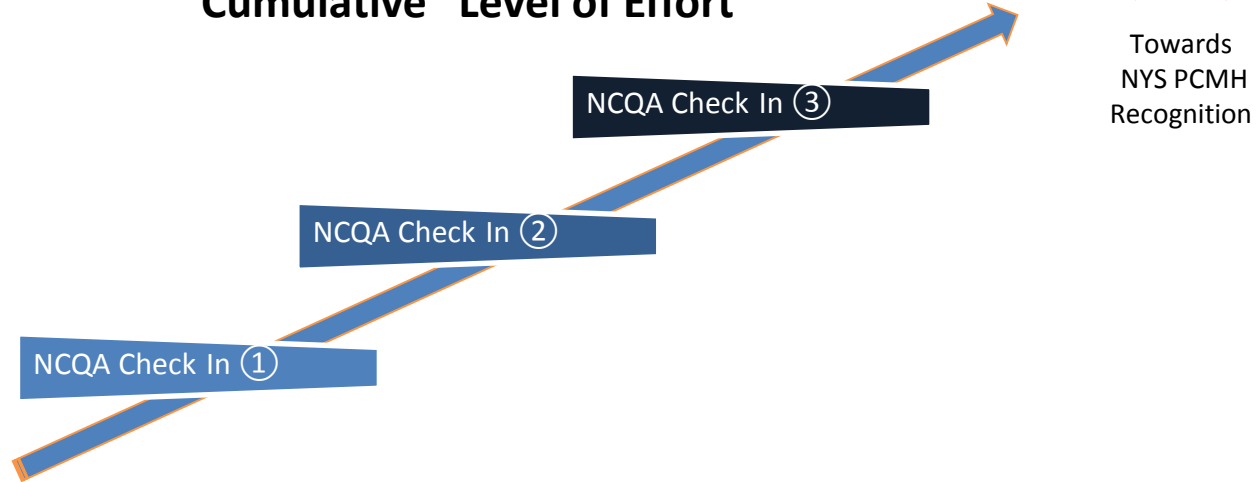 Cumulative" Level of Effort
Towards
NYS PCMH
Recognition
NCQA Check In ③
NCQA Check In ②
NCQA Check In ①